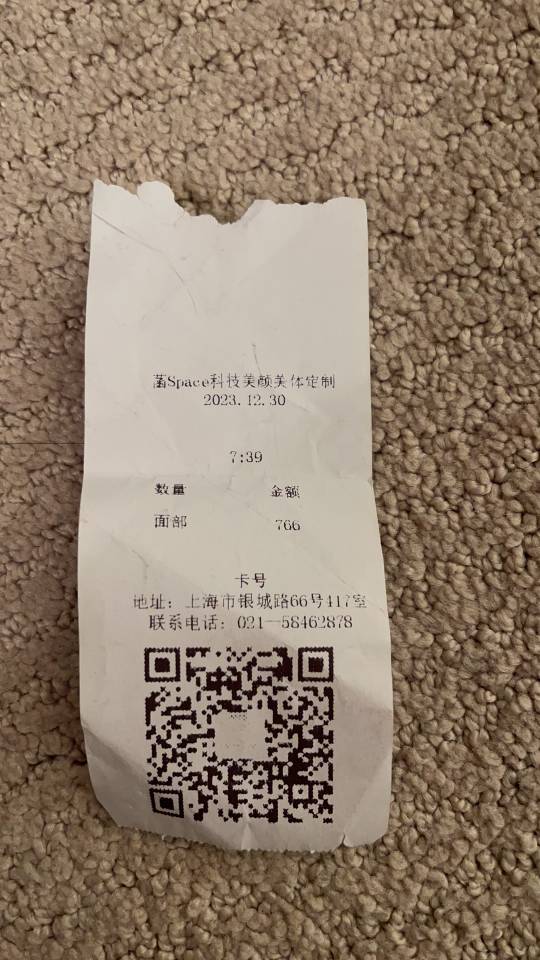 菡Space科技美颜美体定制
2023.12.30
7:39
数量 金额
面部 766
卡号
地址：上海市银城路66号417室
联系电话：021-58462878